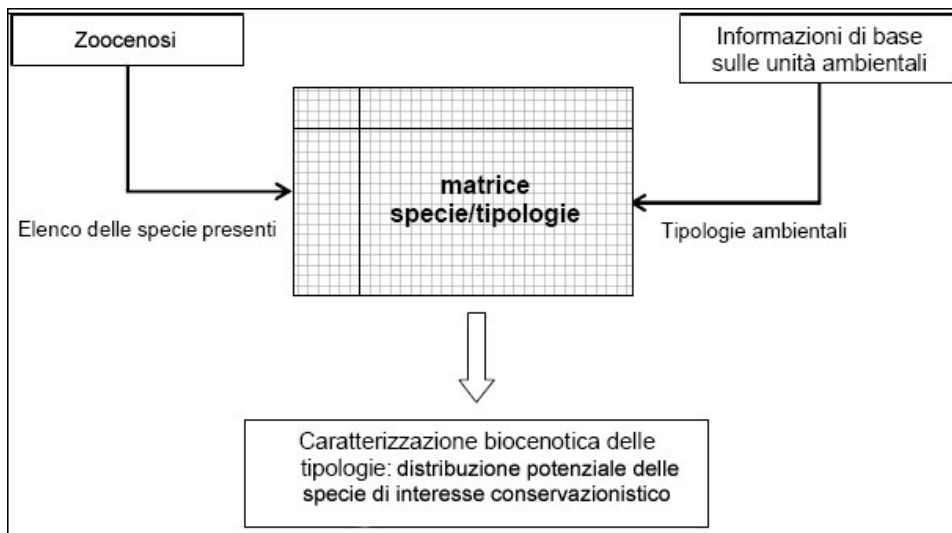 Zoocenosi
Informazioni di base
sulle unità ambientali
matrice
specie/tipologie
Elenco delle specie presenti
Tipologie ambientali
Caratterizzazione biocenotica delle
tipologie: distribuzione potenziale delle
specie di interesse conservazionistico